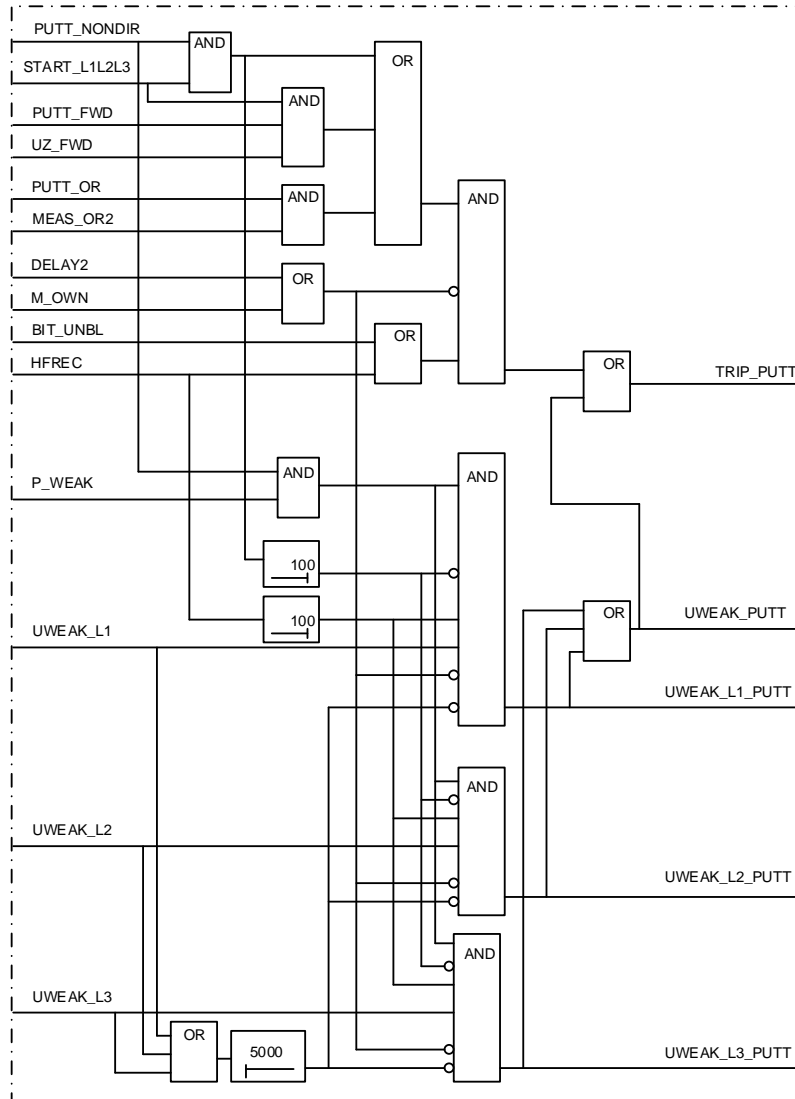 PUTT_NONDIR
AND
OR
START_L1L2L3
AND
PUTT_FWD
UZ_FWD
PUTT_OR
AND
AND
MEAS_OR2
DELAY2
OR
M_OWN
BIT_UNBL
OR
HFREC
OR
TRIP_PUTT
AND
AND
P_WEAK
100
100
OR
UWEAK_L1
UWEAK_PUTT
UWEAK_L1_PUTT
AND
UWEAK_L2
UWEAK_L2_PUTT
AND
UWEAK_L3
OR
5000
UWEAK_L3_PUTT